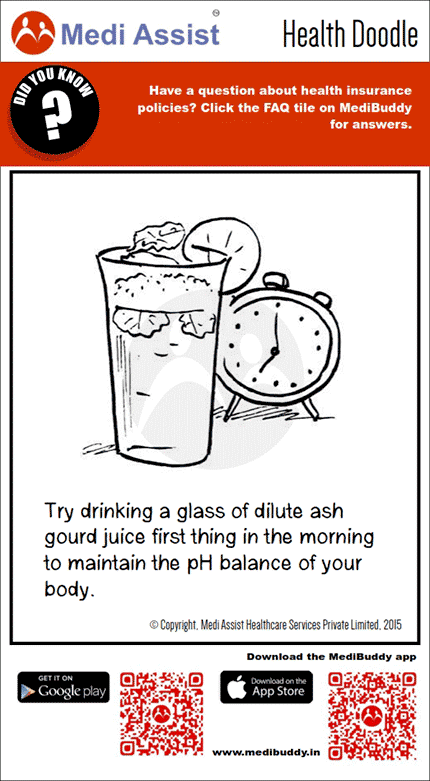 Medi Assist
Health Doodle
DID YOU KNOW
?
Have a question about health insurance
policies? Click the FAQ tile on MediBuddy
for answers.
Try drinking a glass of dilute ash
gourd juice first thing in the morning
to maintain the pH balance of your
body.
© Copyright, Medi Assist Healthcare Services Private Limited, 2015
Download the MediBuddy app
GET IT ON
Google play
Download on the
App Store
www.medibuddy.in